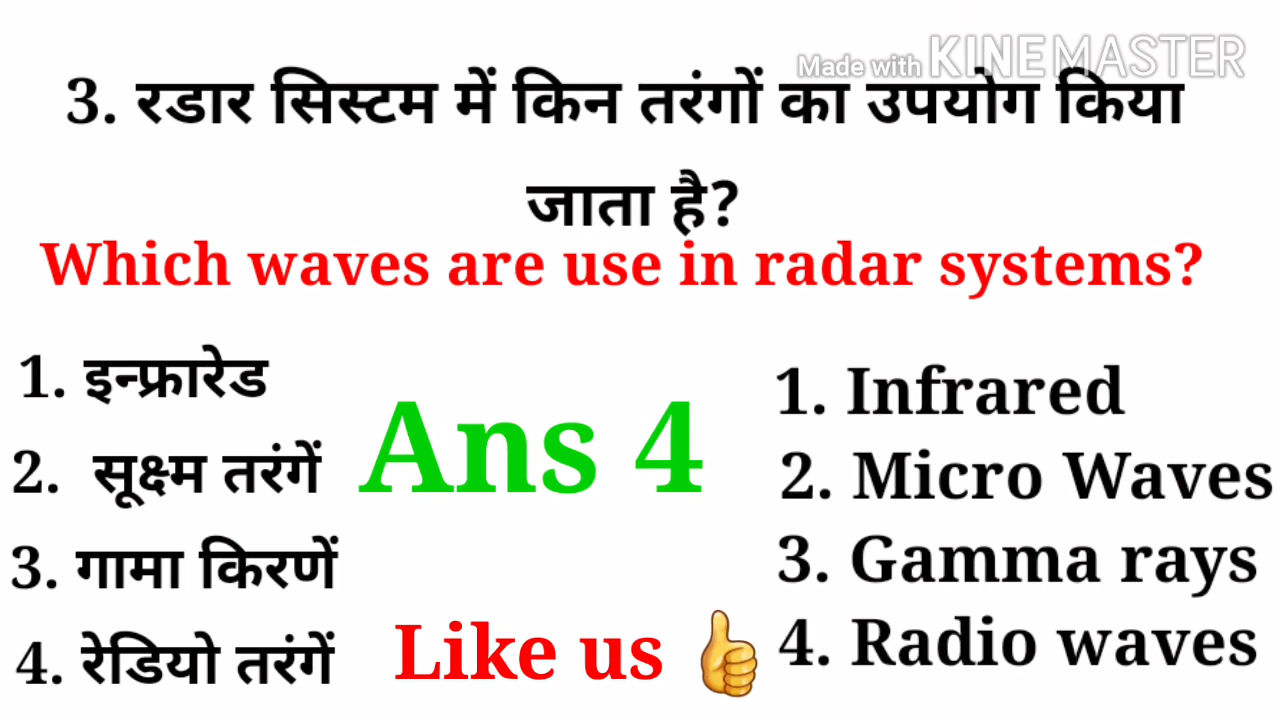 Made with KINEMASTER
3. रडार सिस्टम में किन तरंगों का उपयोग किया
जाता है?
Which waves are use in radar systems?
1. इन्फ्रारेड
2. सूक्ष्म तरंगें
3. गामा किरणें
4. रेडियो तरंगें
Ans 4
Like us 👍
1. Infrared
2. Micro Waves
3. Gamma rays
4. Radio waves